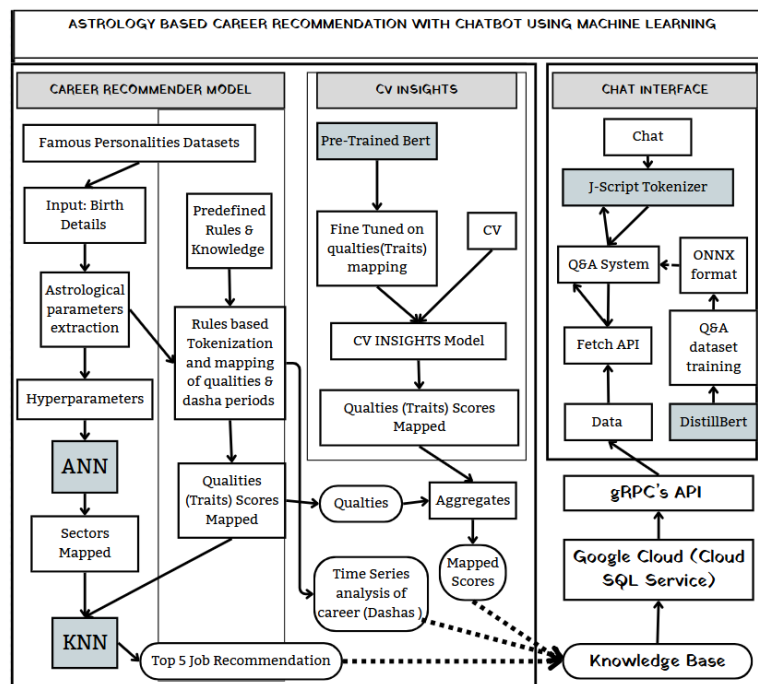 ASTROLOGY BASED CAREER RECOMMENDATION WITH CHATBOT USING MACHINE LEARNING
CAREER RECOMMENDER MODEL
Famous Personalities Datasets
Input: Birth
Details
Predefined
Rules &
Knowledge
Astrological
parameters
extraction
Rules based
Tokenization
and mapping
of qualities &
dasha periods
Hyperparameters
ANN
Qualities
(Traits) Scores
Mapped
Sectors
Mapped
KNN
Top 5 Job Recommendation
CV INSIGHTS
Pre-Trained Bert
Fine Tuned on
qualties(Traits)
mapping
CV
CV INSIGHTS Model
Qualties (Traits) Scores
Mapped
Qualties
Aggregates
Time Series
analysis of
career (Dashas )
Mapped
Scores
CHAT INTERFACE
Chat
J-Script Tokenizer
Q&A System
ONNX
format
Fetch API
Q&A
dataset
training
Data
DistillBert
gRPC's API
Google Cloud (Cloud
SQL Service)
Knowledge Base